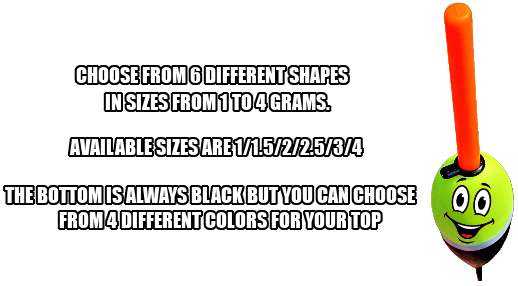 CHOOSE FROM 6 DIFFERENT SHAPES
IN SIZES FROM 1 TO 4 GRAMS.
AVAILABLE SIZES ARE 1/1.5/2/2.5/3/4
THE BOTTOM IS ALWAYS BLACK BUT YOU CAN CHOOSE
FROM 4 DIFFERENT COLORS FOR YOUR TOP